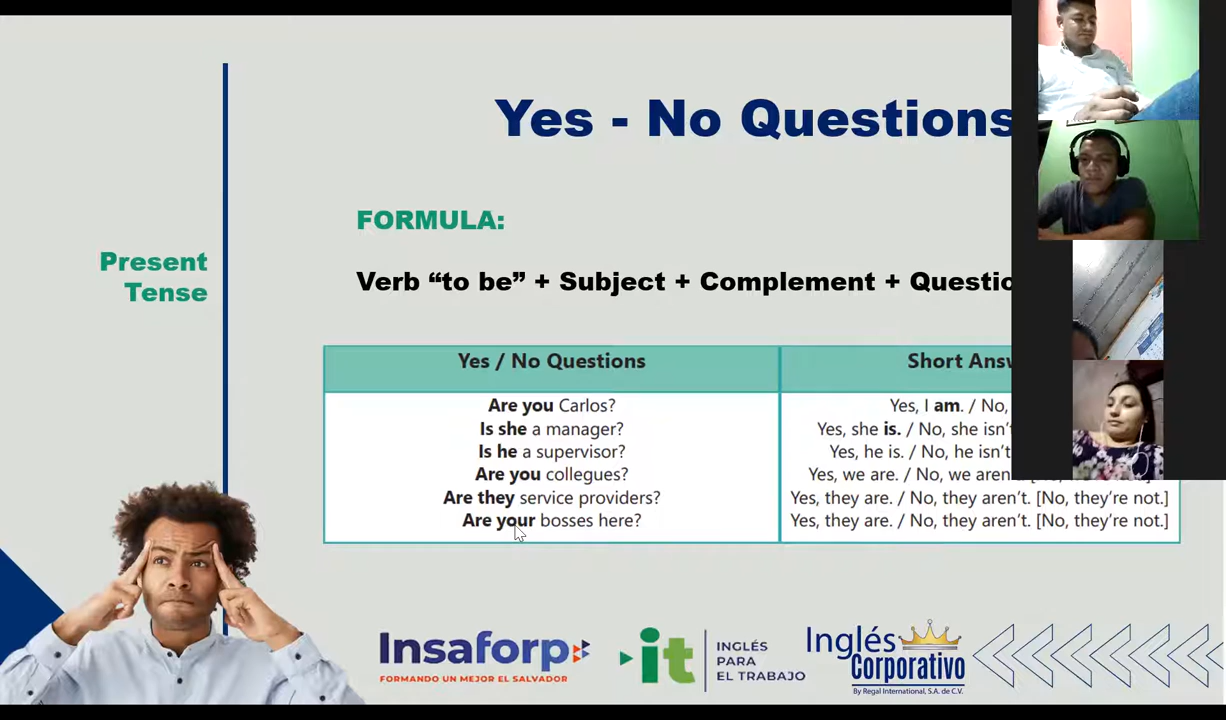 Yes - No Questions
Present
Tense
FORMULA:
Verb “to be” + Subject + Complement + Questio
Yes / No Questions
Short Answ
Are you Carlos?
Yes, I am. / No,
Is she a manager?
Yes, she is. / No, she isn't
Is he a supervisor?
Yes, he is. / No, he isn't
Are you collegues?
Yes, we are. / No, we aren
Are they service providers?
Yes, they are. / No, they aren't. [No, they're not.]
Are your bosses here?
Yes, they are. / No, they aren't. [No, they're not.]
Insaforp
FORMANDO UN MEJOR EL SALVADOR
it
INGLÉS
PARA
EL TRABAJO
Inglés
Corporativo
By Regal International, S.A. de C.V.